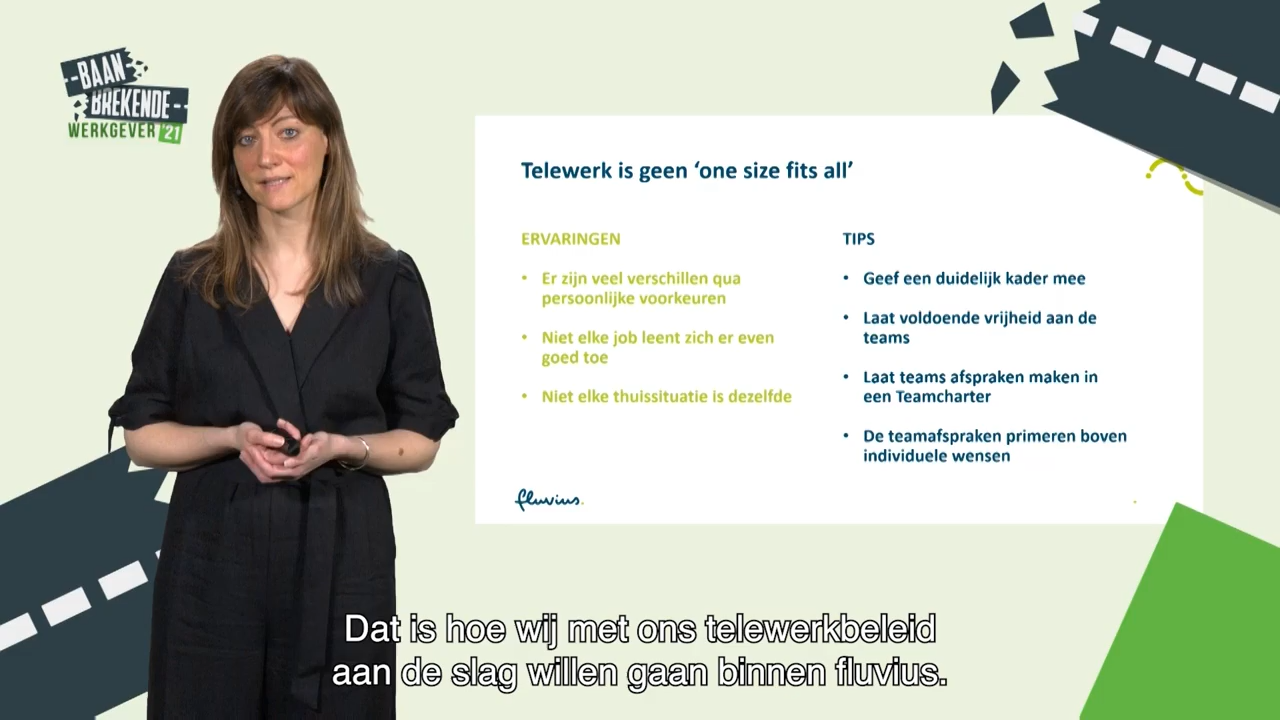 BAAN
BREKENDE
WERKGEVER '21
Telewerk is geen ‘one size fits all’
ERVARINGEN
• Er zijn veel verschillen qua
persoonlijke voorkeuren
• Niet elke job leent zich er even
goed toe
• Niet elke thuissituatie is dezelfde
TIPS
• Geef een duidelijk kader mee
• Laat voldoende vrijheid aan de
teams
• Laat teams afspraken maken in
een Teamcharter
• De teamafspraken primeren boven
individuele wensen
fluvius.
Dat is hoe wij met ons telewerkbeleid
aan de slag willen gaan binnen fluvius.